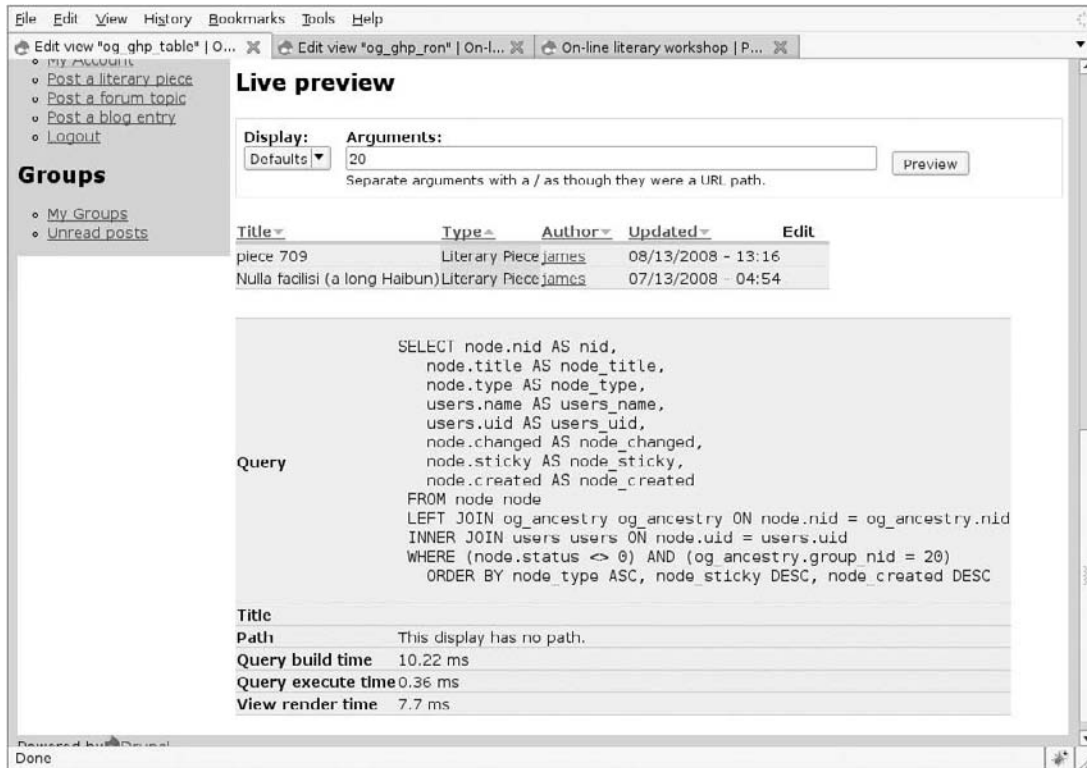 File Edit View History Bookmarks Tools Help
Edit view "og_ghp_table" | O... Edit view "og_ghp_ron" | On-l... On-line literary workshop | P...
My Account
Post a literary piece
Post a forum topic
Post a blog entry
Logout
Groups
My Groups
Unread posts
Live preview
Display: Arguments:
Defaults 20 Preview
Separate arguments with a / as though they were a URL path.
Title Type Author Updated Edit
piece 709 Literary Piece james 08/13/2008 - 13:16
Nulla facilisi (a long Haibun) Literary Piece james 07/13/2008 - 04:54
Query
SELECT node.nid AS nid,
node.title AS node_title,
node.type AS node_type,
users.name AS users_name,
users.uid AS users_uid,
node.changed AS node_changed,
node.sticky AS node_sticky,
node.created AS node_created
FROM node node
LEFT JOIN og_ancestry og_ancestry ON node.nid = og_ancestry.nid
INNER JOIN users users ON node.uid = users.uid
WHERE (node.status <> 0) AND (og_ancestry.group_nid = 20)
ORDER BY node_type ASC, node_sticky DESC, node_created DESC
Title
Path This display has no path.
Query build time 10.22 ms
Query execute time 0.36 ms
View render time 7.7 ms
Powered by Drupal
Done